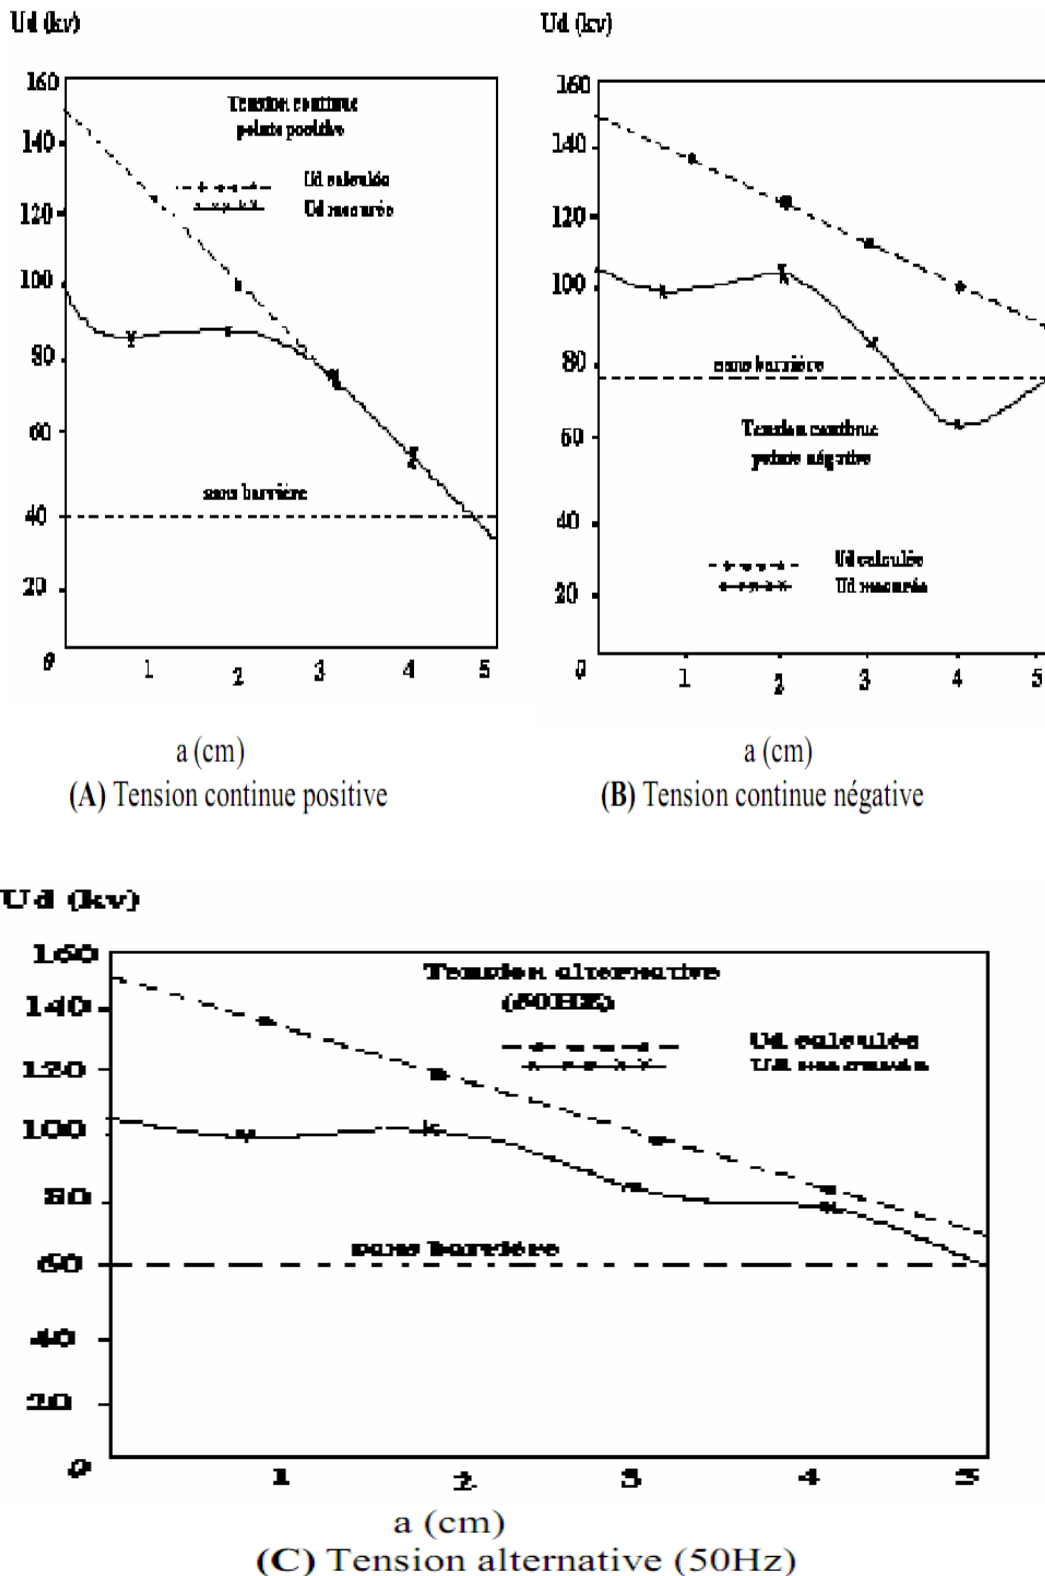 Ud (kv)
160
140
120
100
80
60
40
20
0
1
2
3
4
5
Tension continue
pointe positive
Ud calculée
Ud mesurée
sans barrière
a (cm)
(A) Tension continue positive
Ud (kv)
160
140
120
100
80
60
40
20
0
1
2
3
4
5
sans barrière
Tension continue
pointe négative
Ud calculée
Ud mesurée
a (cm)
(B) Tension continue négative
Ud (kv)
160
140
120
100
80
60
40
20
0
1
2
3
4
5
Tension alternative
(50HZ)
Ud calculée
Ud mesurée
sans barrière
a (cm)
(C) Tension alternative (50Hz)